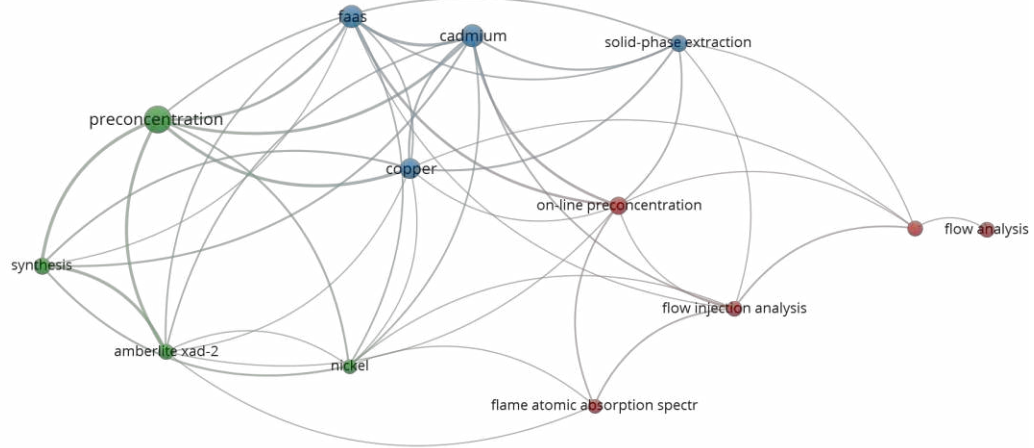 faas
cadmium
solid-phase extraction
preconcentration
copper
on-line preconcentration
flow analysis
synthesis
flow injection analysis
amberlite xad-2
nickel
flame atomic absorption spectr